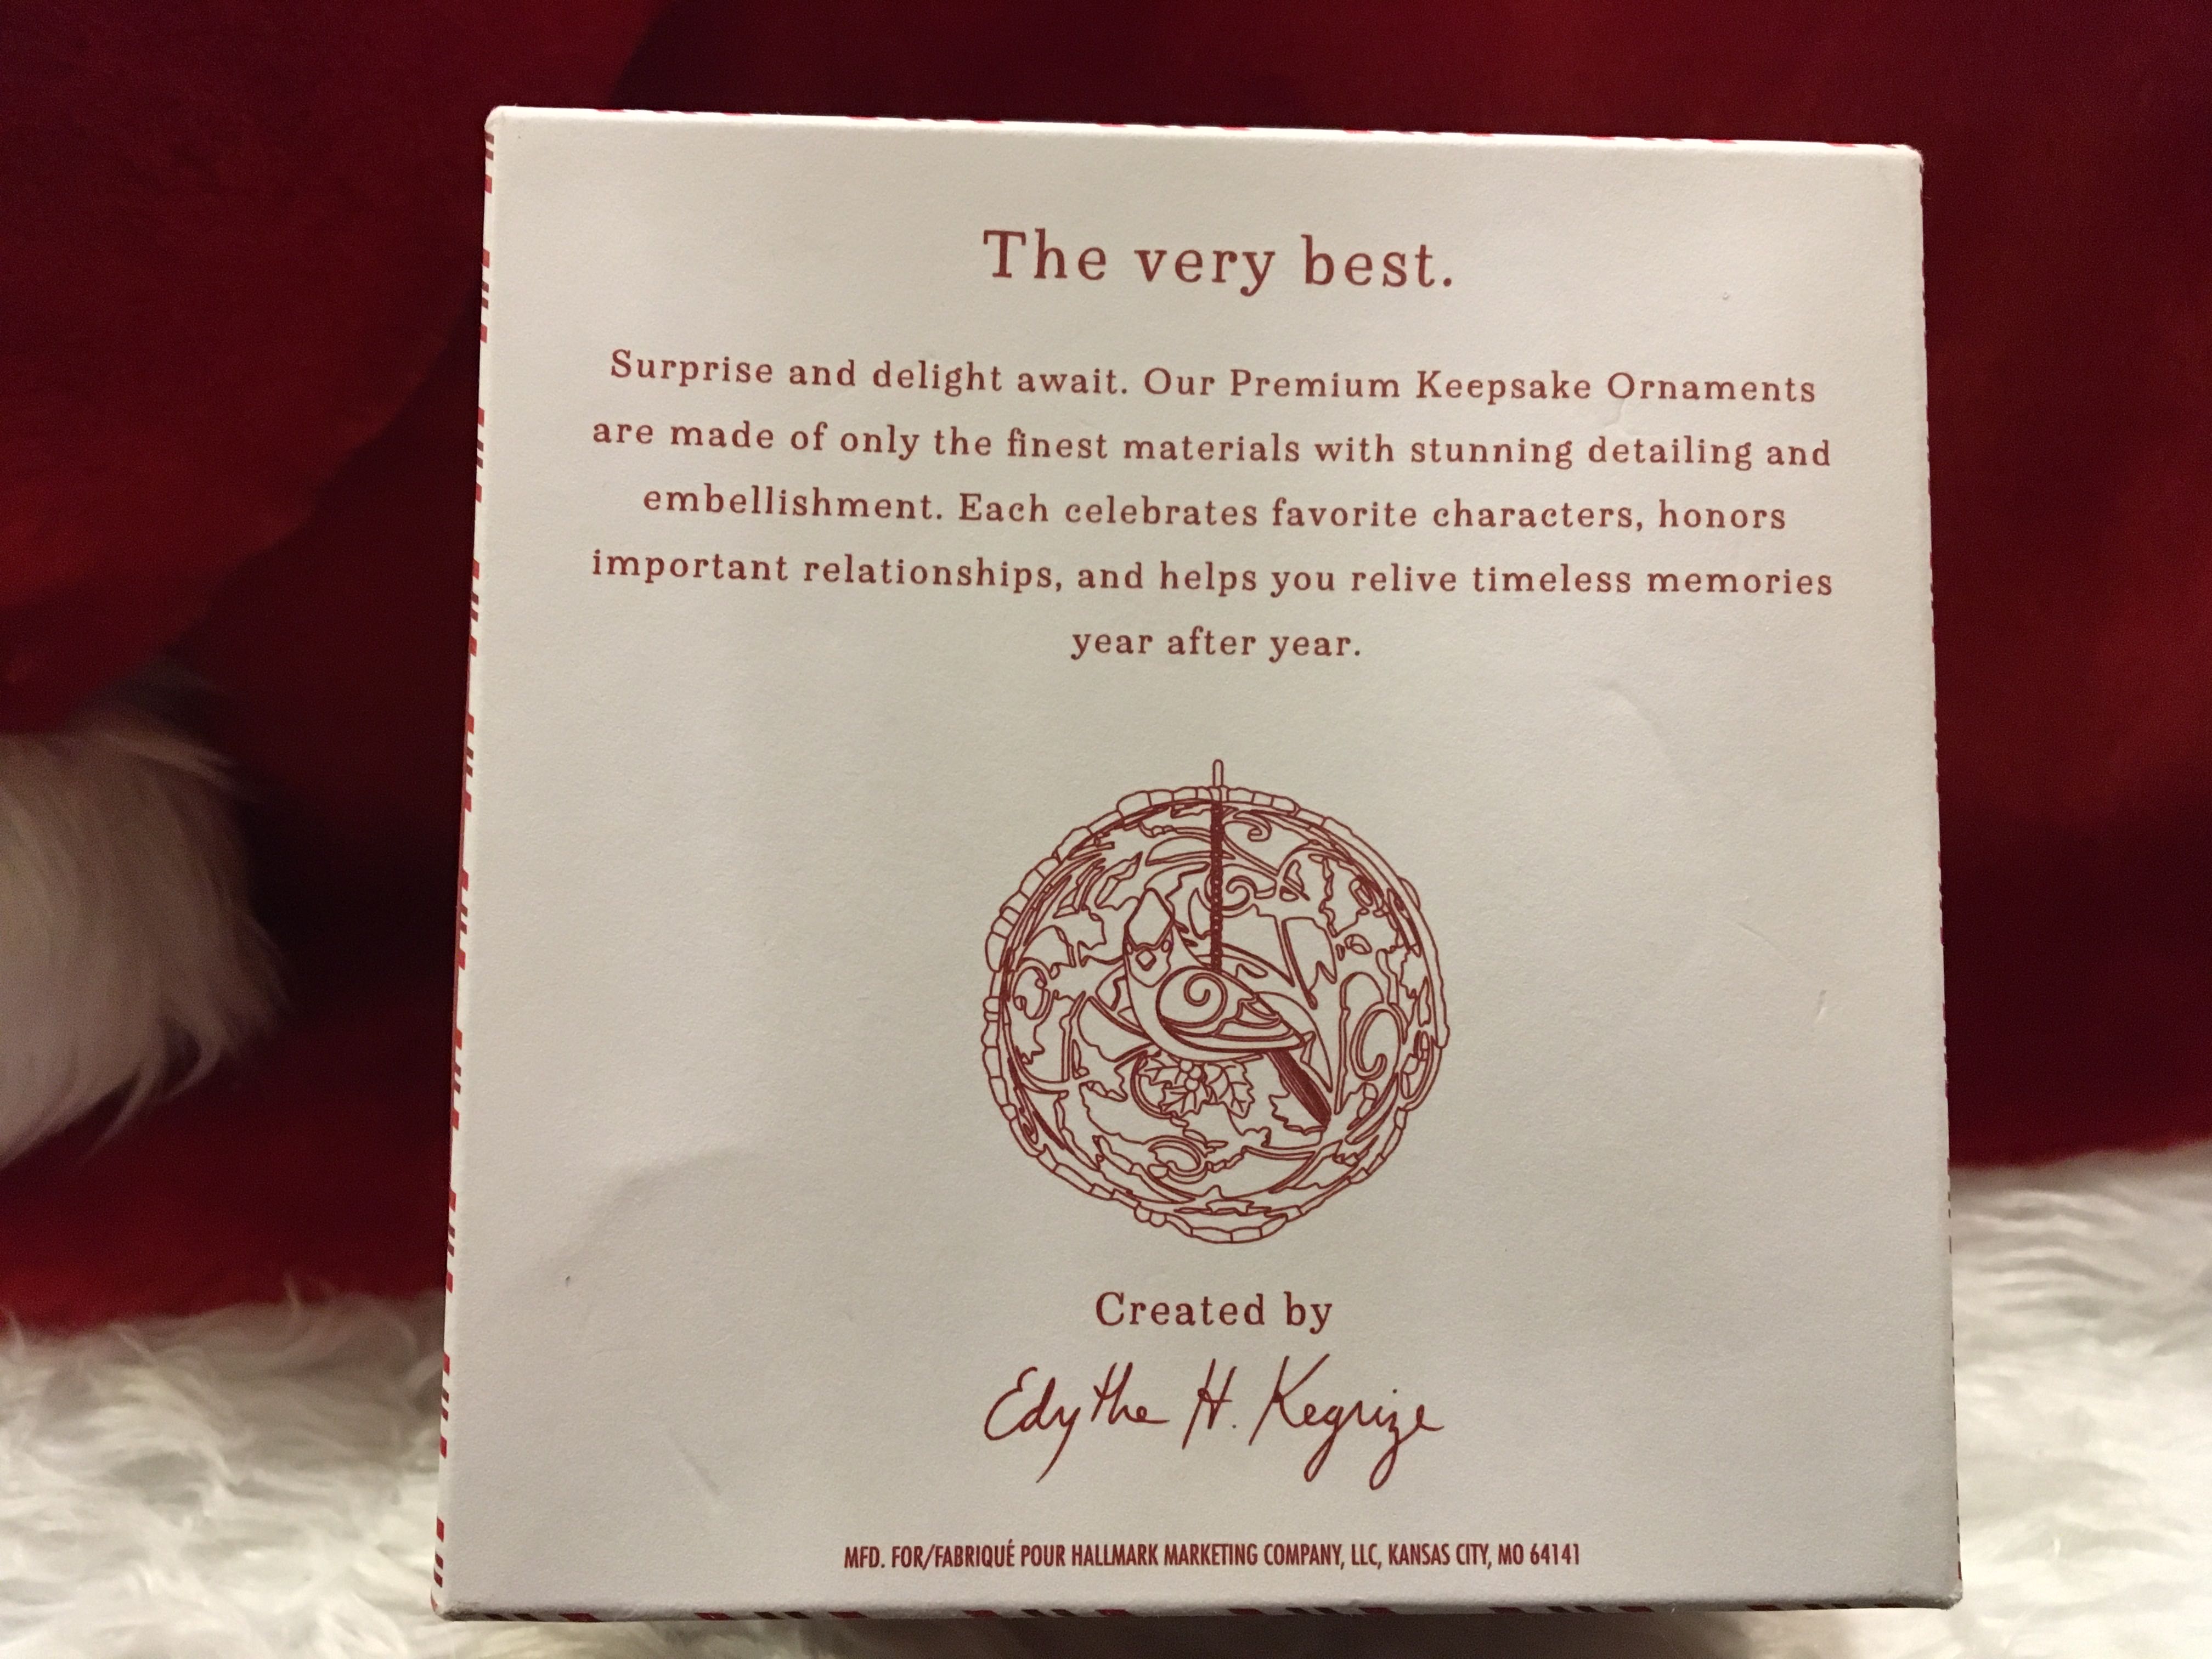 The very best.
Surprise and delight await. Our Premium Keepsake Ornaments
are made of only the finest materials with stunning detailing and
embellishment. Each celebrates favorite characters, honors
important relationships, and helps you relive timeless memories
year after year.
Created by
Edythe H. Kegrize
MFD. FOR/FABRIQUÉ POUR HALLMARK MARKETING COMPANY, LLC, KANSAS CITY, MO 64141